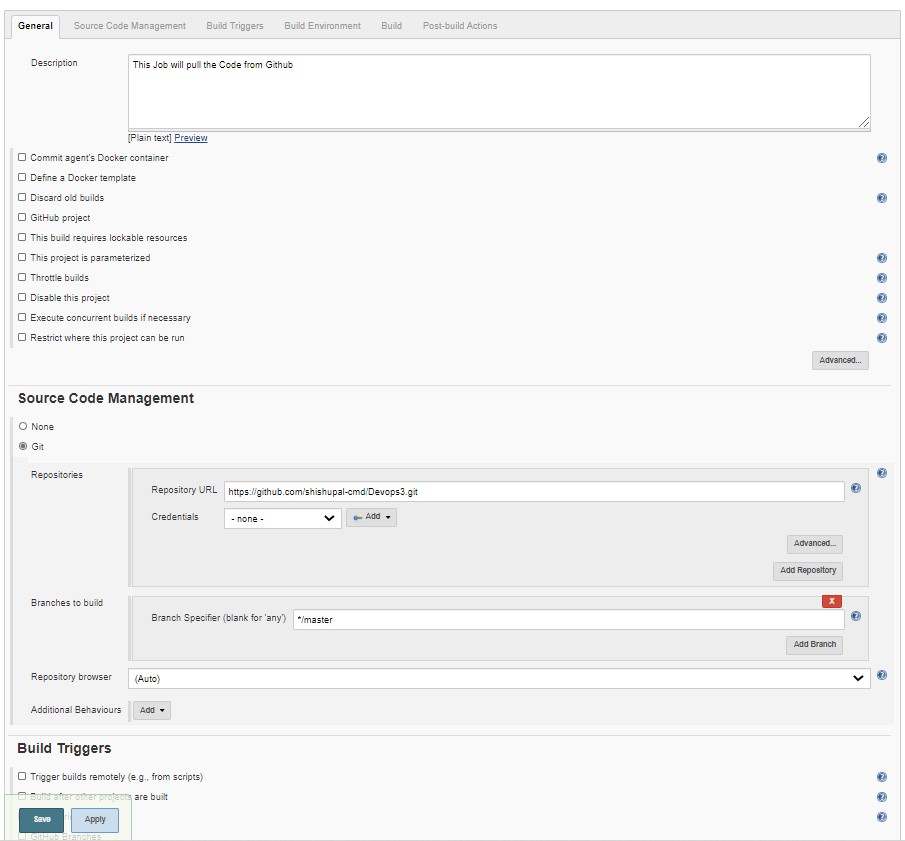 General Source Code Management Build Triggers Build Environment Build Post-build Actions
Description
This Job will pull the Code from Github
[Plain text] Preview
Commit agent's Docker container
Define a Docker template
Discard old builds
GitHub project
This build requires lockable resources
This project is parameterized
Throttle builds
Disable this project
Execute concurrent builds if necessary
Restrict where this project can be run
Advanced...
Source Code Management
None
Git
Repositories
Repository URL https://github.com/shishupal-cmd/Devops3.git
Credentials - none - Add
Advanced...
Add Repository
Branches to build
X
Branch Specifier (blank for 'any') */master
Add Branch
Repository browser (Auto)
Additional Behaviours Add
Build Triggers
Trigger builds remotely (e.g., from scripts)
Build after other projects are built
Save Apply
GitHub Branches